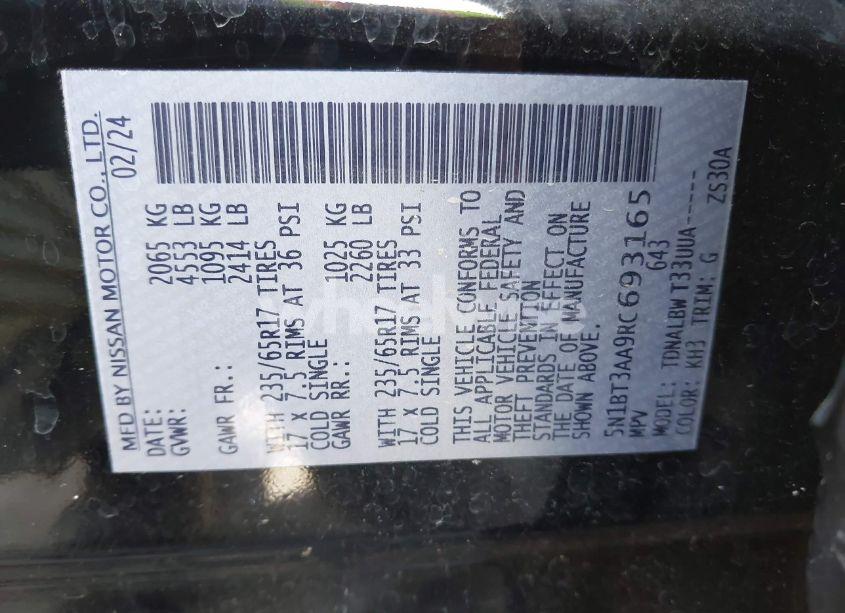 MFD BY NISSAN MOTOR CO., LTD.
DATE: 02/24
GVWR: 2065 KG
4553 LB
GAWR FR.: 1095 KG
2414 LB
WITH 235/65R17 TIRES
17 X 7.5 RIMS AT 36 PSI
COLD SINGLE
GAWR RR.: 1025 KG
2260 LB
WITH 235/65R17 TIRES
17 X 7.5 RIMS AT 33 PSI
COLD SINGLE
THIS VEHICLE CONFORMS TO
ALL APPLICABLE FEDERAL
MOTOR VEHICLE SAFETY AND
THEFT PREVENTION
STANDARDS IN EFFECT ON
THE DATE OF MANUFACTURE
SHOWN ABOVE.
5N1BT3AA9RC693165
MPV 643
MODEL: TDNALBW T33UUA-----
COLOR: KH3 TRIM: G ZS30A